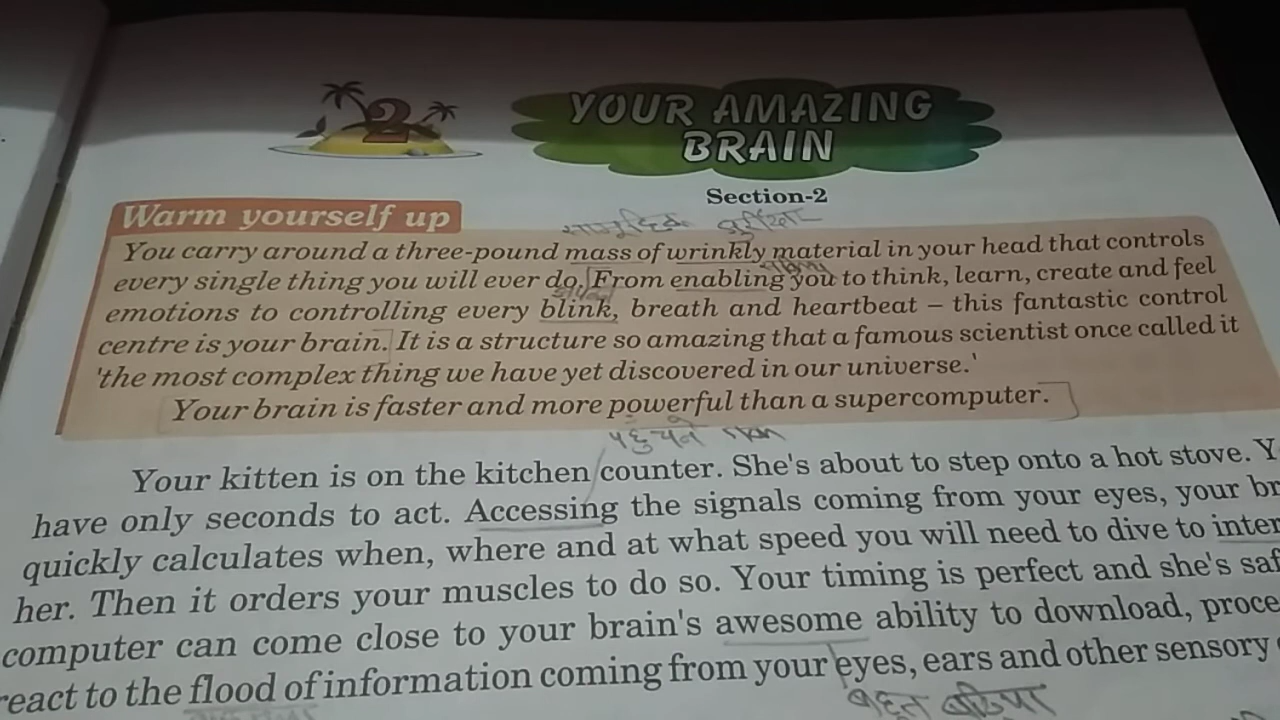 2
YOUR AMAZING
BRAIN
Section-2
Warm yourself up
सामूहिक झुर्रीदार
You carry around a three-pound mass of wrinkly material in your head that controls
every single thing you will ever do. From enabling you to think, learn, create and feel
emotions to controlling every blink, breath and heartbeat – this fantastic control
centre is your brain. It is a structure so amazing that a famous scientist once called it
'the most complex thing we have yet discovered in our universe.'
Your brain is faster and more powerful than a supercomputer.
पहुँचने
Your kitten is on the kitchen counter. She's about to step onto a hot stove. Y
have only seconds to act. Accessing the signals coming from your eyes, your br
quickly calculates when, where and at what speed you will need to dive to inter
her. Then it orders your muscles to do so. Your timing is perfect and she's saf
computer can come close to your brain's awesome ability to download, proce
react to the flood of information coming from your eyes, ears and other sensory
बहुत बढ़िया